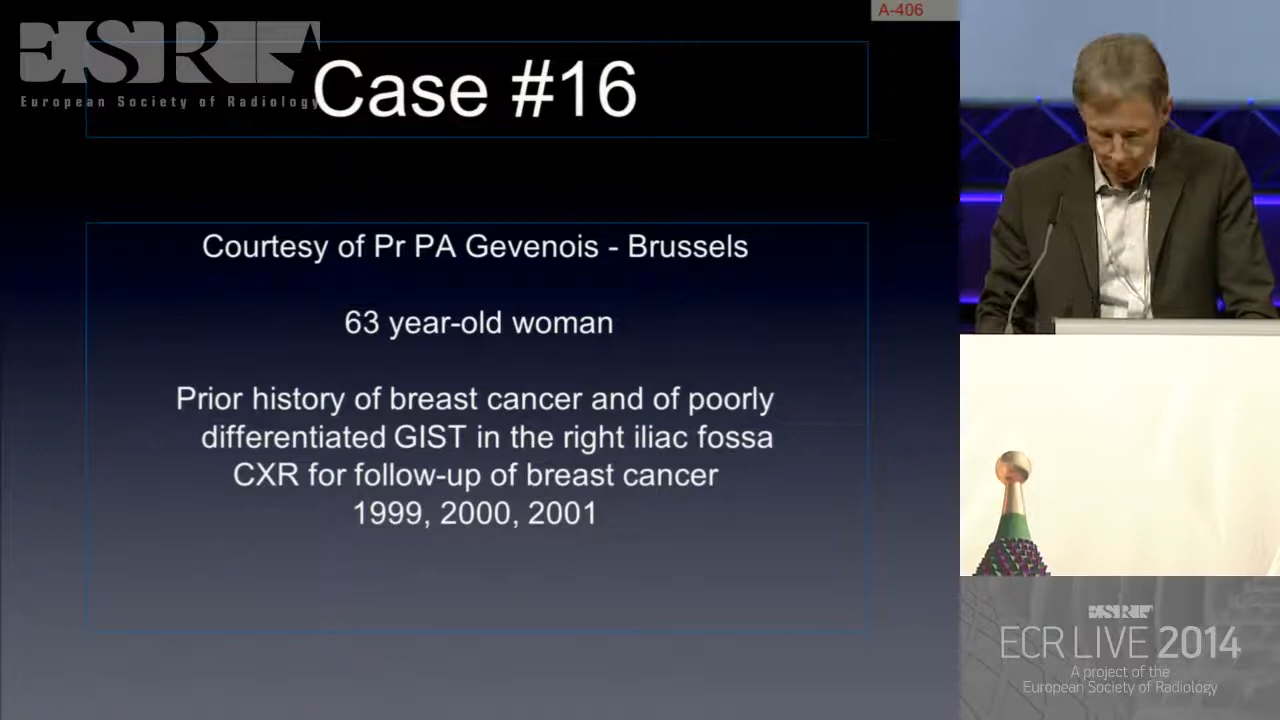 A-406
ESR
European Society of Radiology
Case #16
Courtesy of Pr PA Gevenois - Brussels
63 year-old woman
Prior history of breast cancer and of poorly
differentiated GIST in the right iliac fossa
CXR for follow-up of breast cancer
1999, 2000, 2001
ESR
ECR LIVE 2014
A project of the
European Society of Radiology